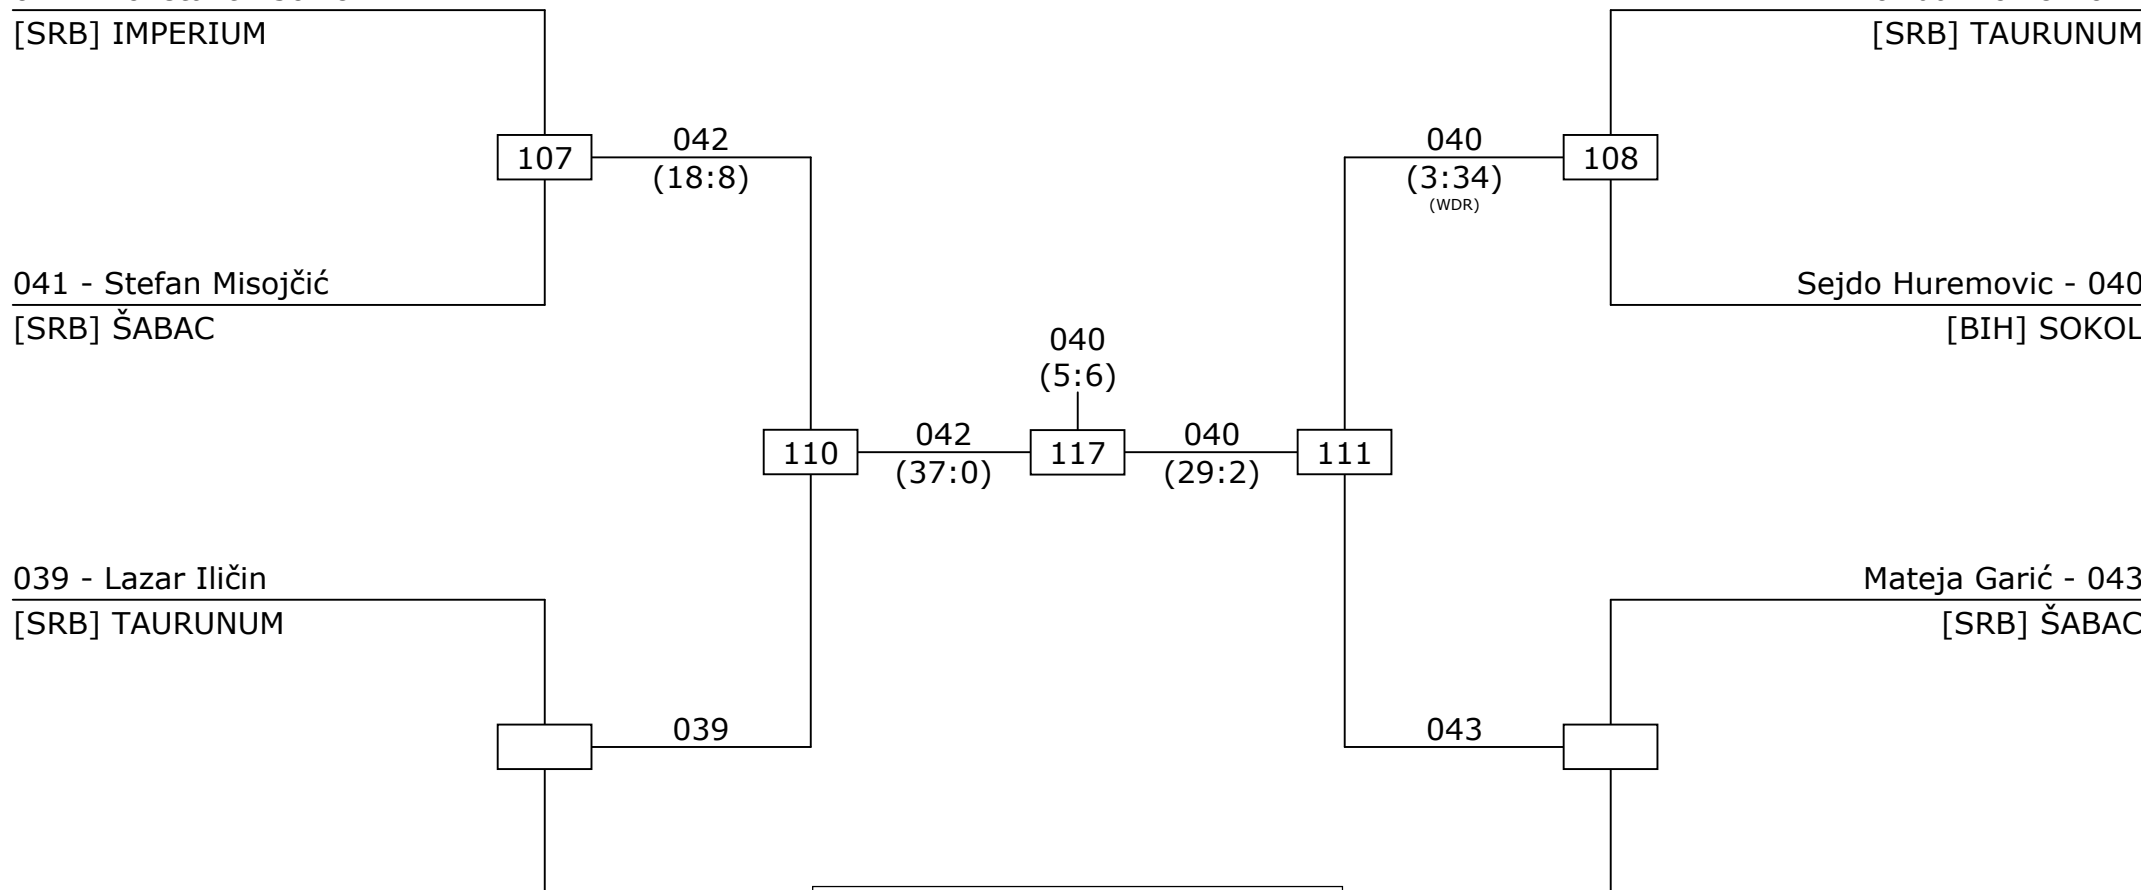 [SRB] IMPERIUM
[SRB] TAURUNUM
107
042
(18:8)
040
(3:34)
(WDR)
108
041 - Stefan Misojčić
[SRB] ŠABAC
Sejdo Huremovic - 040
[BIH] SOKOL
040
(5:6)
110
042
(37:0)
117
040
(29:2)
111
039 - Lazar Iličin
[SRB] TAURUNUM
Mateja Garić - 043
[SRB] ŠABAC
039
043